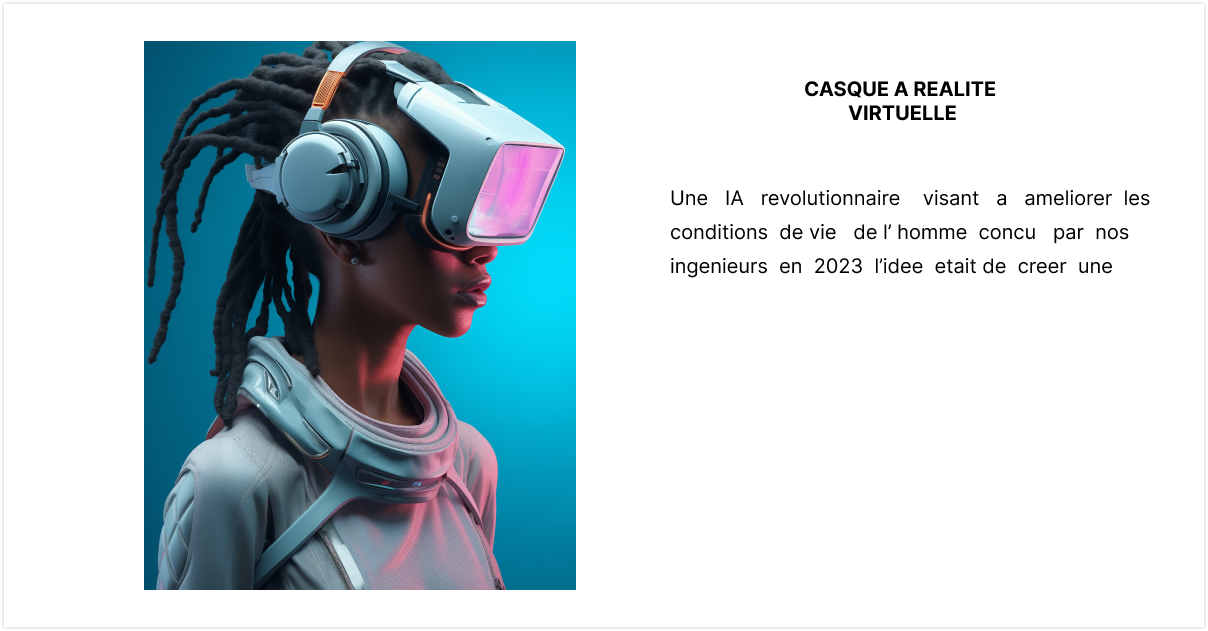 CASQUE A REALITE
VIRTUELLE
Une IA revolutionnaire visant a ameliorer les
conditions de vie de l’ homme concu par nos
ingenieurs en 2023 l’idee etait de creer une